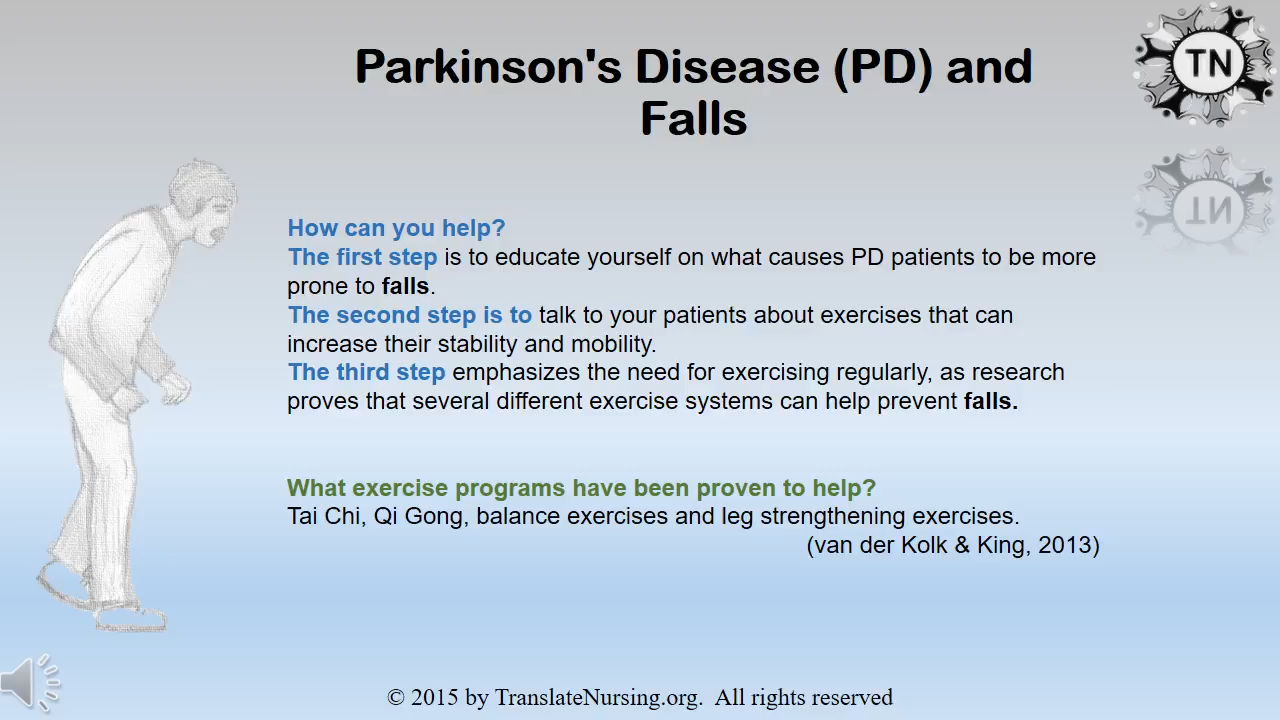 Parkinson's Disease (PD) and
Falls
TN
TN
How can you help?
The first step is to educate yourself on what causes PD patients to be more
prone to falls.
The second step is to talk to your patients about exercises that can
increase their stability and mobility.
The third step emphasizes the need for exercising regularly, as research
proves that several different exercise systems can help prevent falls.
What exercise programs have been proven to help?
Tai Chi, Qi Gong, balance exercises and leg strengthening exercises.
(van der Kolk & King, 2013)
© 2015 by TranslateNursing.org. All rights reserved